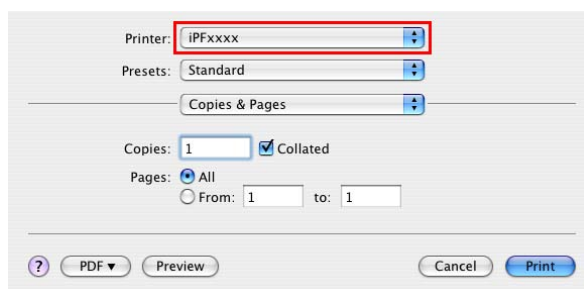 Printer: iPFxxxx
Presets: Standard
Copies & Pages
Copies: 1 Collated
Pages: All
From: 1 to: 1
? PDF▼ Preview Cancel Print